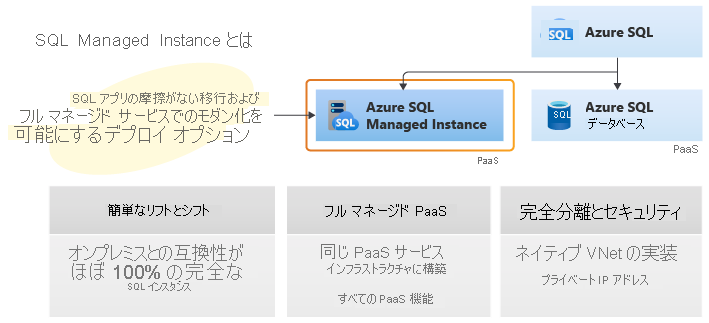 SQL Managed Instance とは
SQL アプリの摩擦がない移行および
フル マネージド サービスでのモダン化を
可能にするデプロイ オプション
Azure SQL
SQL
Azure SQL
Managed Instance
SQL
PaaS
Azure SQL
データベース
SQL
PaaS
簡単なリフトとシフト
オンプレミスとの互換性が
ほぼ 100% の完全な
SQL インスタンス
フル マネージド PaaS
同じ PaaS サービス
インフラストラクチャに構築
すべての PaaS 機能
完全分離とセキュリティ
ネイティブ VNet の実装
プライベート IP アドレス